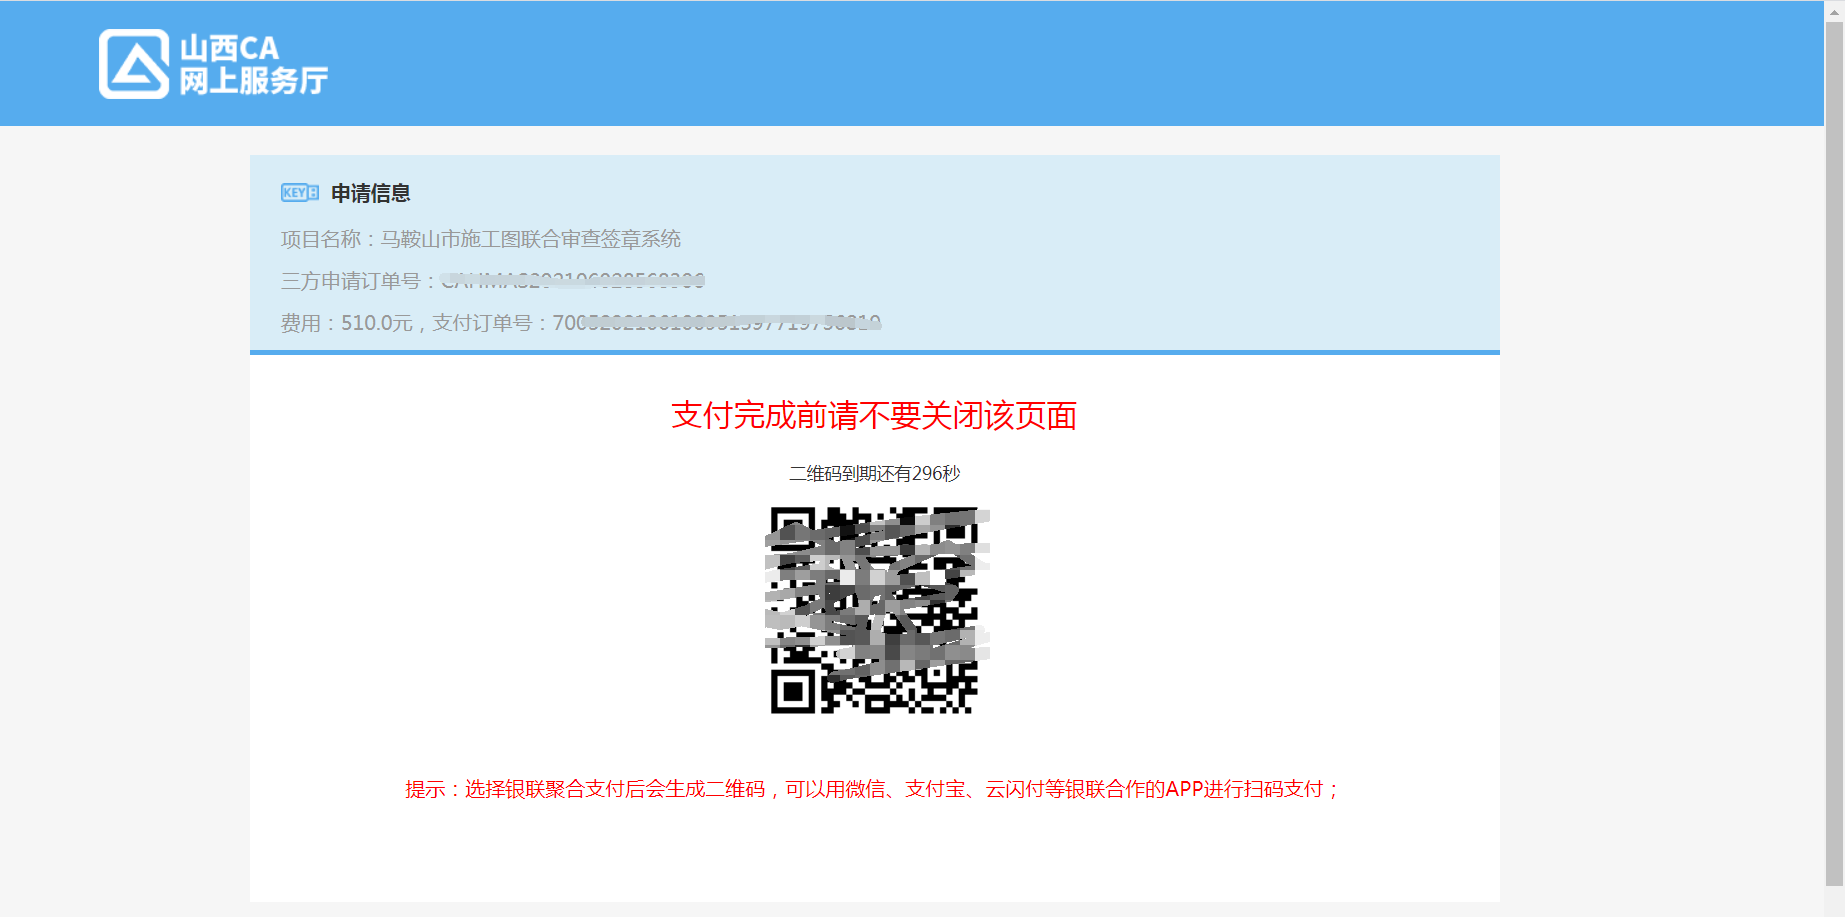 山西CA
网上服务厅
KEY 申请信息
项目名称：马鞍山市施工图联合审查签章系统
三方申请订单号：
费用：510.0元，支付订单号：700
支付完成前请不要关闭该页面
二维码到期还有296秒
提示：选择银联聚合支付后会生成二维码，可以用微信、支付宝、云闪付等银联合作的APP进行扫码支付；